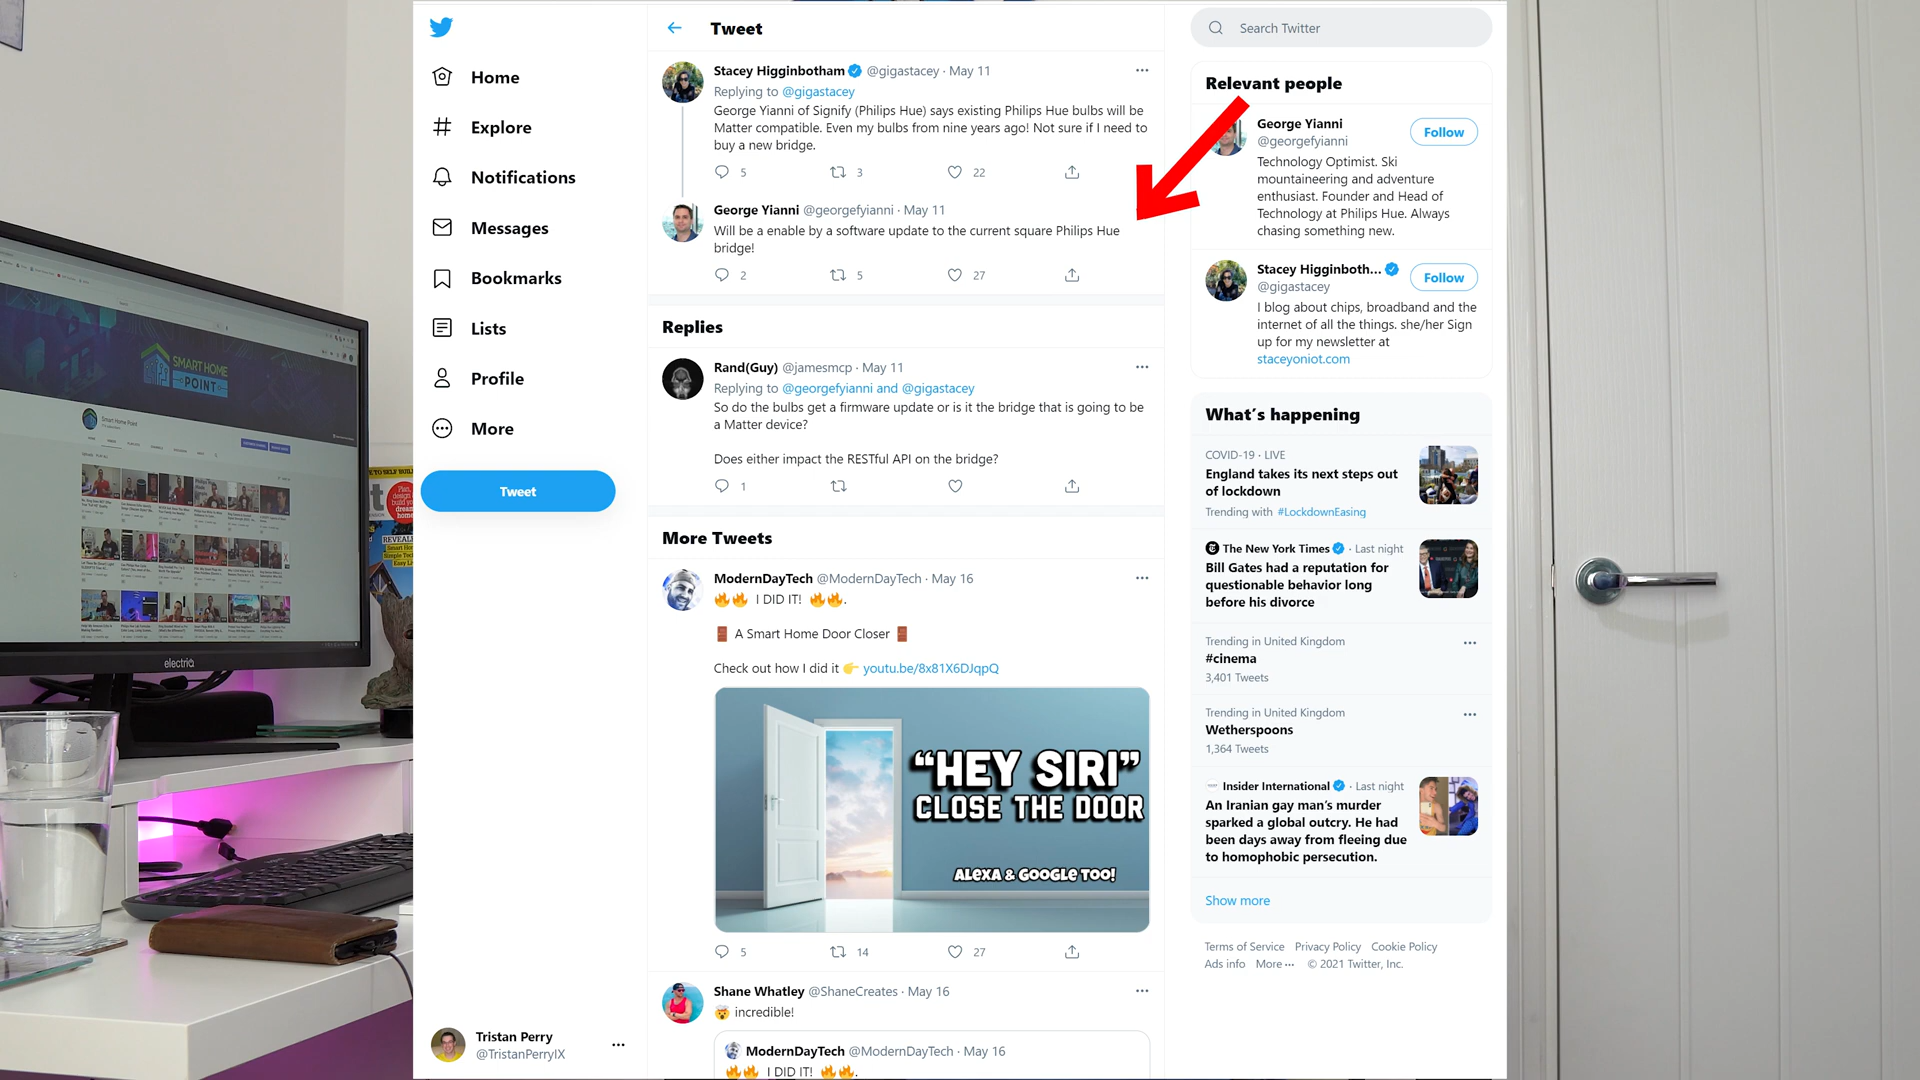 Home
Explore
Notifications
Messages
Bookmarks
Lists
Profile
More
Tweet
Tristan Perry
@TristanPerryIX
Tweet
Stacey Higginbotham @gigastacey · May 11
Replying to @gigastacey
George Yianni of Signify (Philips Hue) says existing Philips Hue bulbs will be
Matter compatible. Even my bulbs from nine years ago! Not sure if I need to
buy a new bridge.
5 3 22
George Yianni @georgefyianni · May 11
Will be a enable by a software update to the current square Philips Hue
bridge!
2 5 27
Replies
Rand(Guy) @jamesmcp · May 11
Replying to @georgefyianni and @gigastacey
So do the bulbs get a firmware update or is it the bridge that is going to be
a Matter device?
Does either impact the RESTful API on the bridge?
1
More Tweets
ModernDayTech @ModernDayTech · May 16
🔥🔥 I DID IT! 🔥🔥.
🚪 A Smart Home Door Closer 🚪
Check out how I did it 👉 youtu.be/8x81X6DJqpQ
“HEY SIRI”
CLOSE THE DOOR
ALEXA & GOOGLE TOO!
5 14 27
Shane Whatley @ShaneCreates · May 16
🤯 incredible!
ModernDayTech @ModernDayTech · May 16
🔥🔥 I DID IT! 🔥🔥.
Search Twitter
Relevant people
George Yianni
@georgefyianni
Follow
Technology Optimist. Ski
mountaineering and adventure
enthusiast. Founder and Head of
Technology at Philips Hue. Always
chasing something new.
Stacey Higginboth...
@gigastacey
Follow
I blog about chips, broadband and the
internet of all the things. she/her Sign
up for my newsletter at
staceyoniot.com
What's happening
COVID-19 · LIVE
England takes its next steps out
of lockdown
Trending with #LockdownEasing
The New York Times · Last night
Bill Gates had a reputation for
questionable behavior long
before his divorce
Trending in United Kingdom
#cinema
3,401 Tweets
Trending in United Kingdom
Wetherspoons
1,364 Tweets
Insider International · Last night
An Iranian gay man's murder
sparked a global outcry. He had
been days away from fleeing due
to homophobic persecution.
Show more
Terms of Service Privacy Policy Cookie Policy
Ads info More ··· © 2021 Twitter, Inc.
SMART HOME
POINT
Smart Home Point
electriq